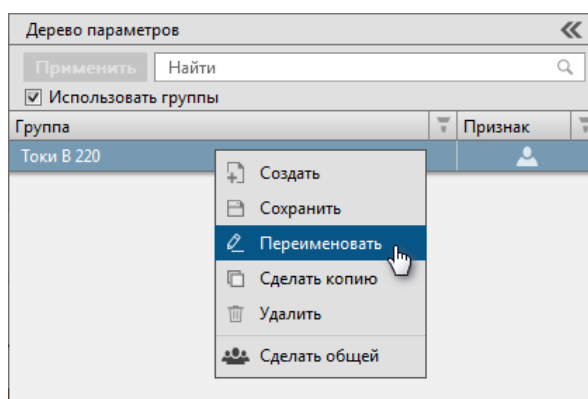 Дерево параметров
Применить Найти
Использовать группы
Группа Признак
Токи В 220
Создать
Сохранить
Переименовать
Сделать копию
Удалить
Сделать общей